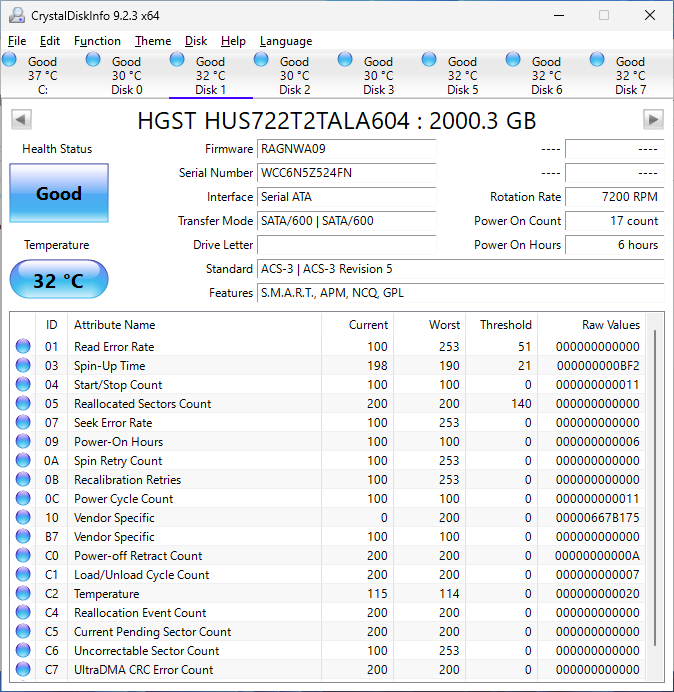 CrystalDiskInfo 9.2.3 x64
File Edit Function Theme Disk Help Language
Good Good Good Good Good Good Good Good
37 °C 30 °C 32 °C 30 °C 30 °C 32 °C 32 °C 32 °C
C: Disk 0 Disk 1 Disk 2 Disk 3 Disk 5 Disk 6 Disk 7
HGST HUS722T2TALA604 : 2000.3 GB
Health Status Firmware RAGNWA09 ---- ----
Good Serial Number WCC6N5Z524FN ---- ----
Interface Serial ATA Rotation Rate 7200 RPM
Transfer Mode SATA/600 | SATA/600 Power On Count 17 count
Temperature Drive Letter Power On Hours 6 hours
32 °C Standard ACS-3 | ACS-3 Revision 5
Features S.M.A.R.T., APM, NCQ, GPL
ID Attribute Name Current Worst Threshold Raw Values
01 Read Error Rate 100 253 51 000000000000
03 Spin-Up Time 198 190 21 000000000BF2
04 Start/Stop Count 100 100 0 000000000011
05 Reallocated Sectors Count 200 200 140 000000000000
07 Seek Error Rate 100 253 0 000000000000
09 Power-On Hours 100 100 0 000000000006
0A Spin Retry Count 100 253 0 000000000000
0B Recalibration Retries 100 253 0 000000000000
0C Power Cycle Count 100 100 0 000000000011
10 Vendor Specific 0 200 0 00000667B175
B7 Vendor Specific 100 100 0 000000000000
C0 Power-off Retract Count 200 200 0 00000000000A
C1 Load/Unload Cycle Count 200 200 0 000000000007
C2 Temperature 115 114 0 000000000020
C4 Reallocation Event Count 200 200 0 000000000000
C5 Current Pending Sector Count 200 200 0 000000000000
C6 Uncorrectable Sector Count 100 253 0 000000000000
C7 UltraDMA CRC Error Count 200 200 0 000000000000